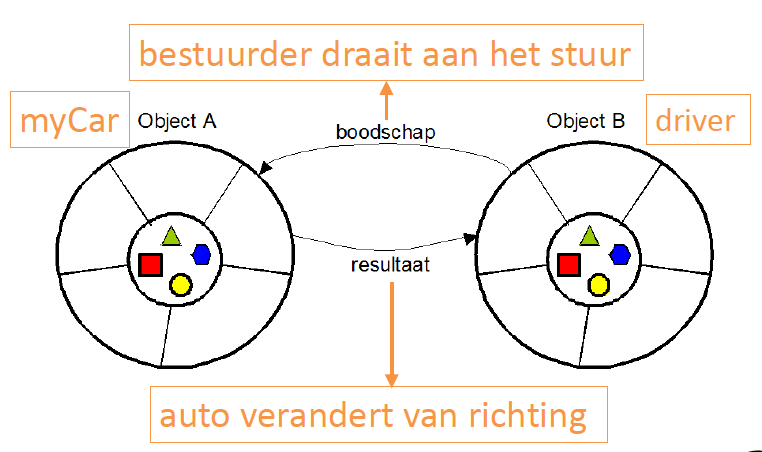 bestuurder draait aan het stuur
myCar
Object A
Object B
driver
boodschap
resultaat
auto verandert van richting